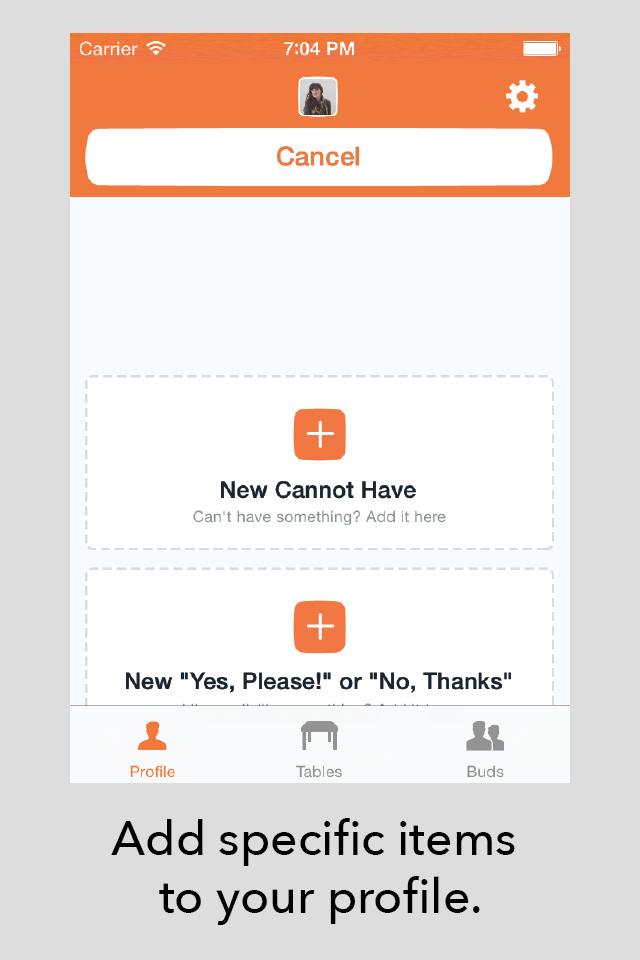 Carrier 7:04 PM
Cancel
New Cannot Have
Can't have something? Add it here
New "Yes, Please!" or "No, Thanks"
Profile Tables Buds
Add specific items
to your profile.